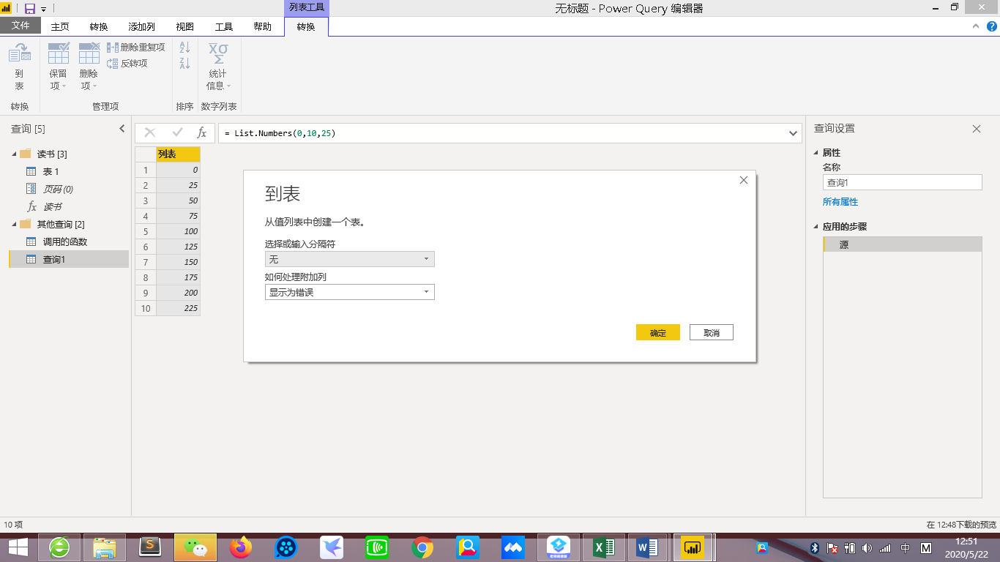 列表工具
无标题 - Power Query 编辑器
文件
主页
转换
添加列
视图
工具
帮助
转换
到
表
保留
项
删除
项
删除重复项
反转项
统计
信息
转换
管理项
排序
数字列表
查询 [5]
读书 [3]
表 1
页码 (0)
读书
其他查询 [2]
调用的函数
查询1
= List.Numbers(0,10,25)
列表
1 0
2 25
3 50
4 75
5 100
6 125
7 150
8 175
9 200
10 225
到表
从值列表中创建一个表。
选择或输入分隔符
无
如何处理附加列
显示为错误
确定
取消
查询设置
属性
名称
查询1
所有属性
应用的步骤
源
10 项
在 12:48下载的预览
中
M
12:51
2020/5/22